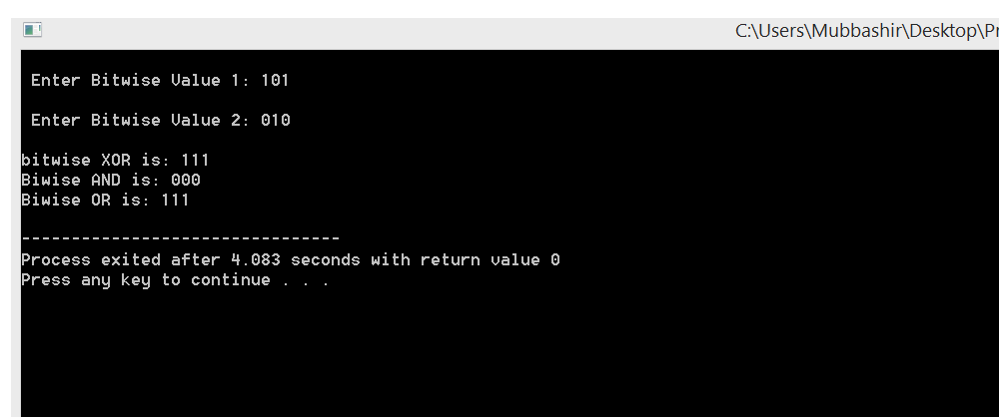 C:\Users\Mubbashir\Desktop\Pr
Enter Bitwise Value 1: 101
Enter Bitwise Value 2: 010
bitwise XOR is: 111
Biwise AND is: 000
Biwise OR is: 111
--------------------------------
Process exited after 4.083 seconds with return value 0
Press any key to continue . . .